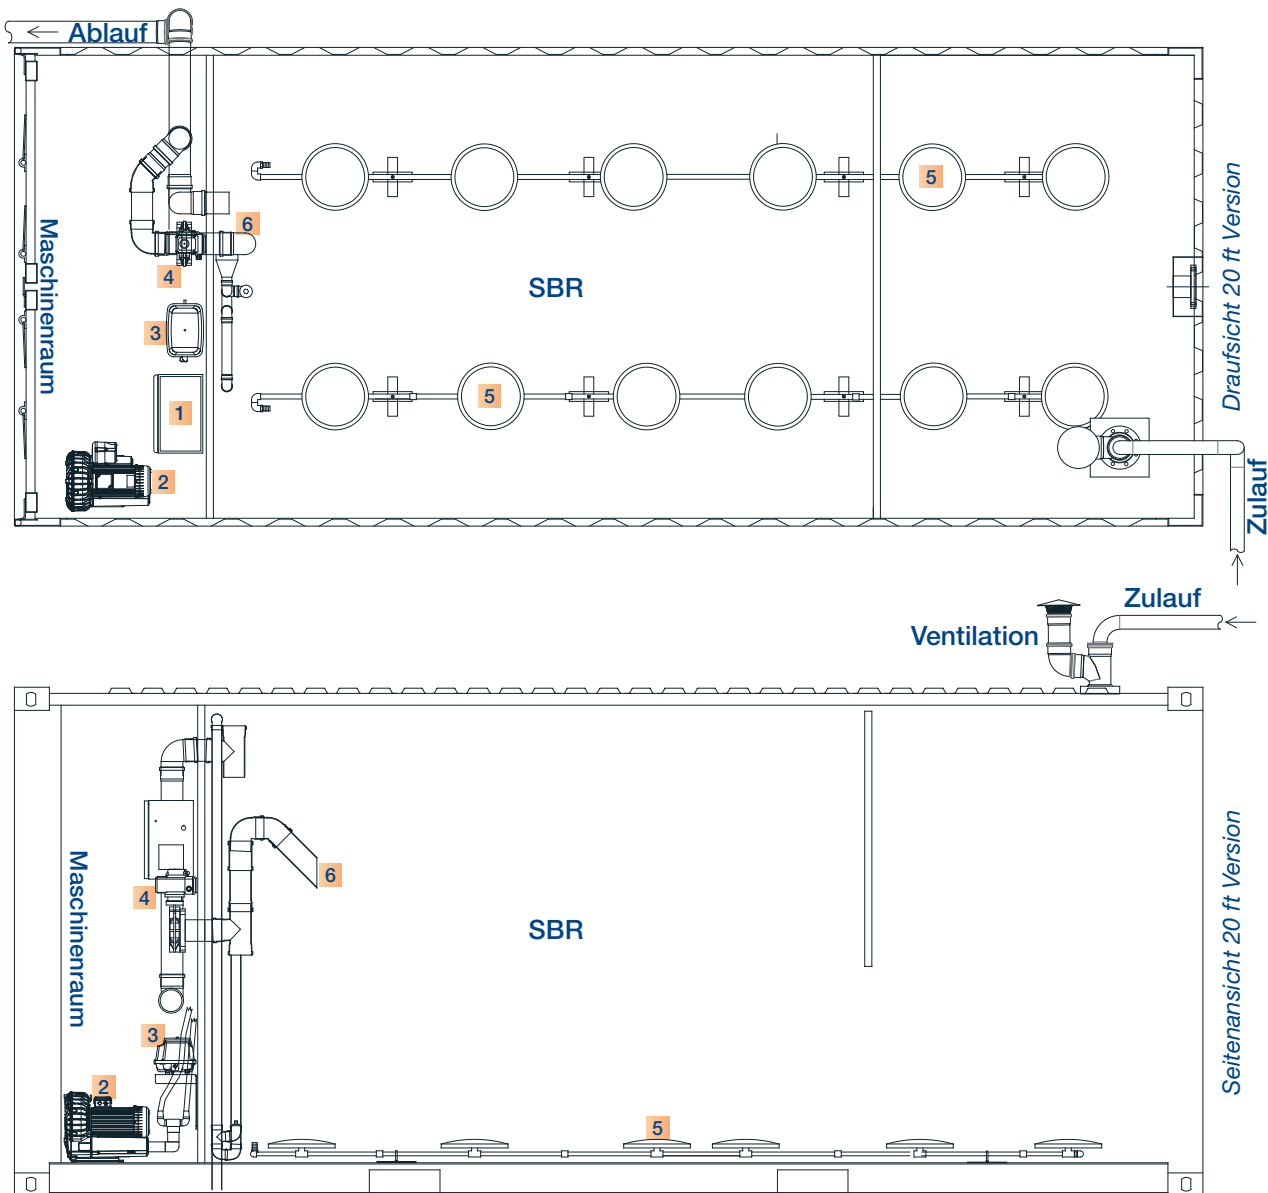 Ablauf
5
6
Maschinenraum
4
SBR
Draufsicht 20 ft Version
3
5
1
2
Zulauf
Zulauf
Ventilation
6
4
Maschinenraum
SBR
Seitenansicht 20 ft Version
3
2
5